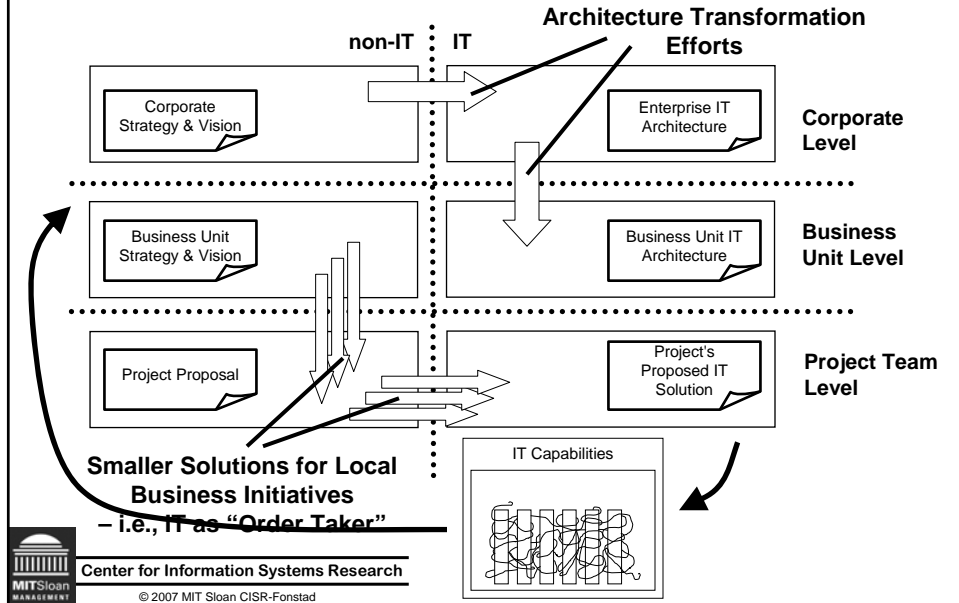 Architecture Transformation
Efforts
non-IT
IT
Corporate
Strategy & Vision
Enterprise IT
Architecture
Corporate
Level
Business Unit
Strategy & Vision
Business Unit IT
Architecture
Business
Unit Level
Project Proposal
Project's
Proposed IT
Solution
Project Team
Level
Smaller Solutions for Local
Business Initiatives
– i.e., IT as “Order Taker”
IT Capabilities
MITSloan
MANAGEMENT
Center for Information Systems Research
© 2007 MIT Sloan CISR-Fonstad